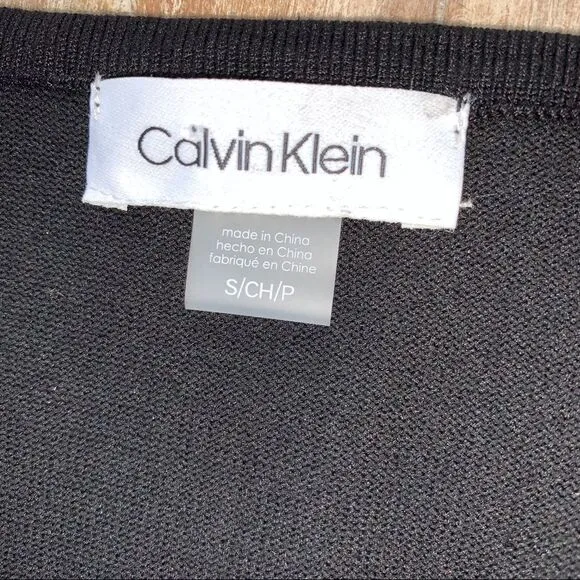 Calvin Klein
made in China
hecho en China
fabriqué en Chine
S/CH/P